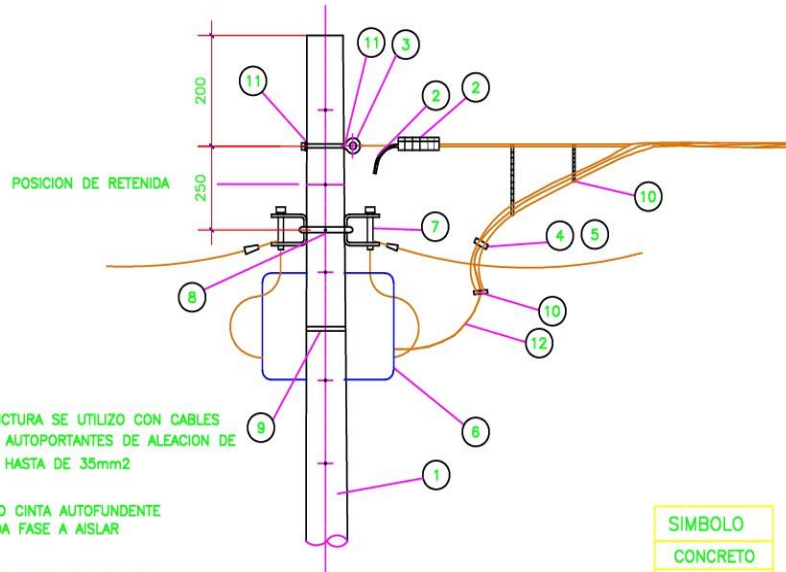 11
3
2
2
11
200
250
POSICION DE RETENIDA
10
7
4
5
8
10
12
9
6
CTURA SE UTILIZO CON CABLES
AUTOPORTANTES DE ALEACION DE
HASTA DE 35mm2
1
O CINTA AUTOFUNDENTE
DA FASE A AISLAR
SIMBOLO
CONCRETO